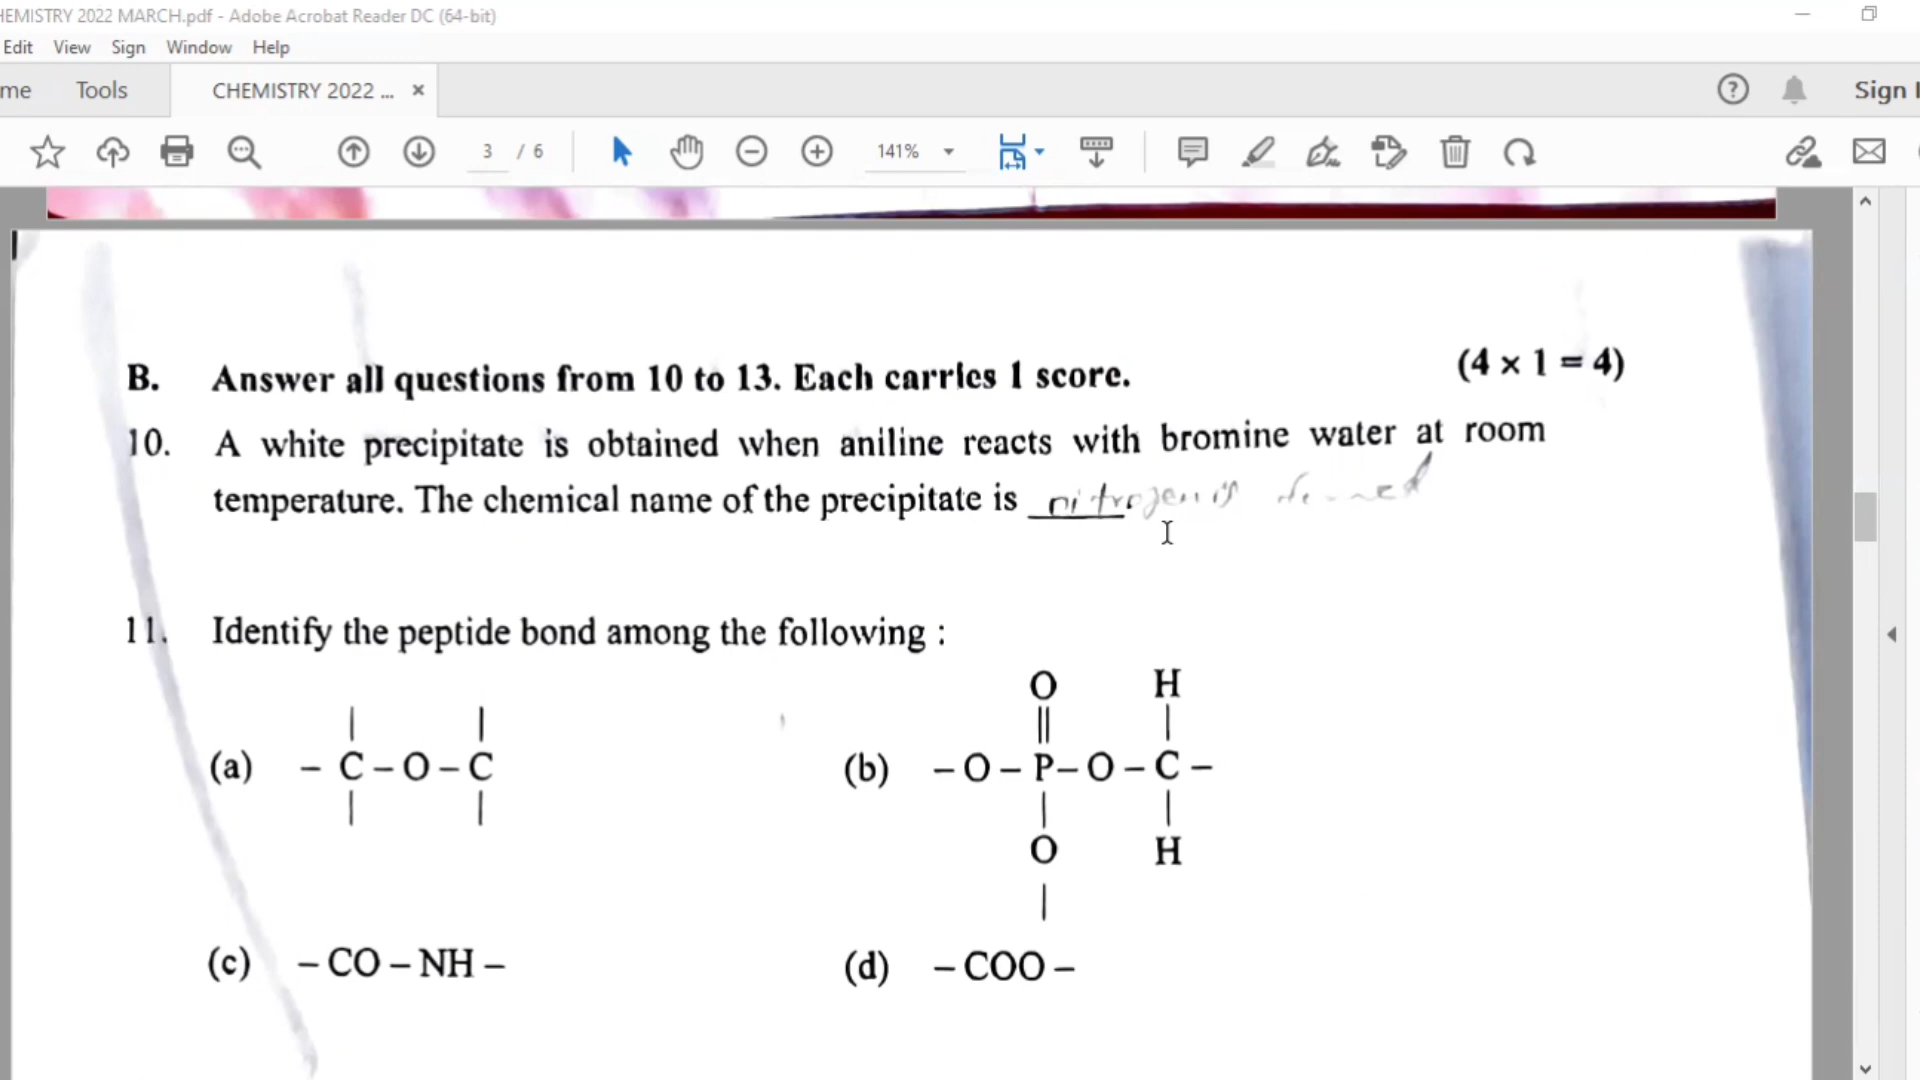 HEMISTRY 2022 MARCH.pdf - Adobe Acrobat Reader DC (64-bit)
Edit View Sign Window Help
me Tools CHEMISTRY 2022 ... × Sign I
3 / 6 141%
B. Answer all questions from 10 to 13. Each carries 1 score. (4 × 1 = 4)
10. A white precipitate is obtained when aniline reacts with bromine water at room
temperature. The chemical name of the precipitate is nitrogen is
11. Identify the peptide bond among the following :
O H
|| |
| |
(a) – C – O – C (b) – O – P – O – C –
| | | |
O H
|
(c) – CO – NH – (d) – COO –